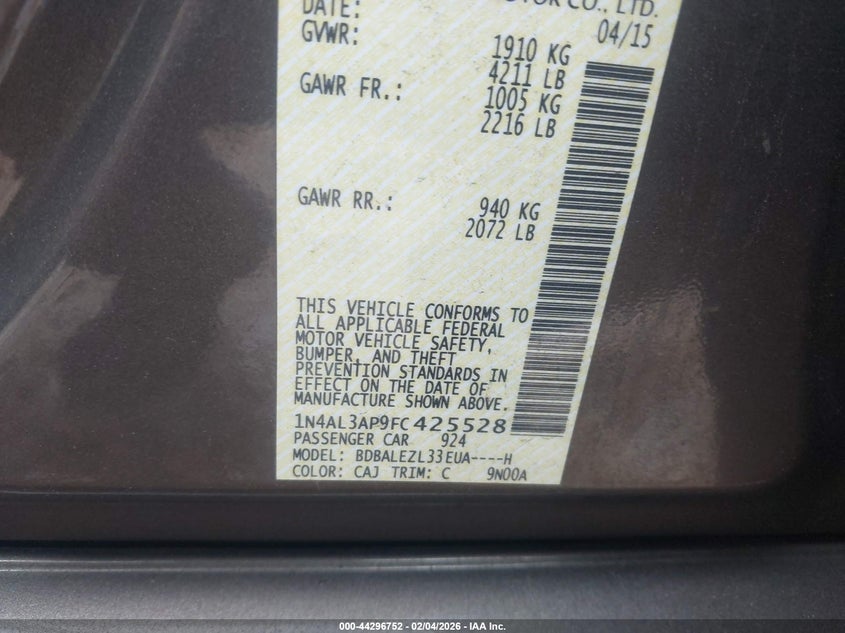 CO., LTD.
DATE: 04/15
GVWR: 1910 KG
4211 LB
GAWR FR.: 1005 KG
2216 LB
GAWR RR.: 940 KG
2072 LB
THIS VEHICLE CONFORMS TO
ALL APPLICABLE FEDERAL
MOTOR VEHICLE SAFETY,
BUMPER, AND THEFT
PREVENTION STANDARDS IN
EFFECT ON THE DATE OF
MANUFACTURE SHOWN ABOVE.
1N4AL3AP9FC425528
PASSENGER CAR 924
MODEL: BDBALEZL33EUA----H
COLOR: CAJ TRIM: C 9N00A
000-44296752 — 02/04/2026 — IAA Inc.